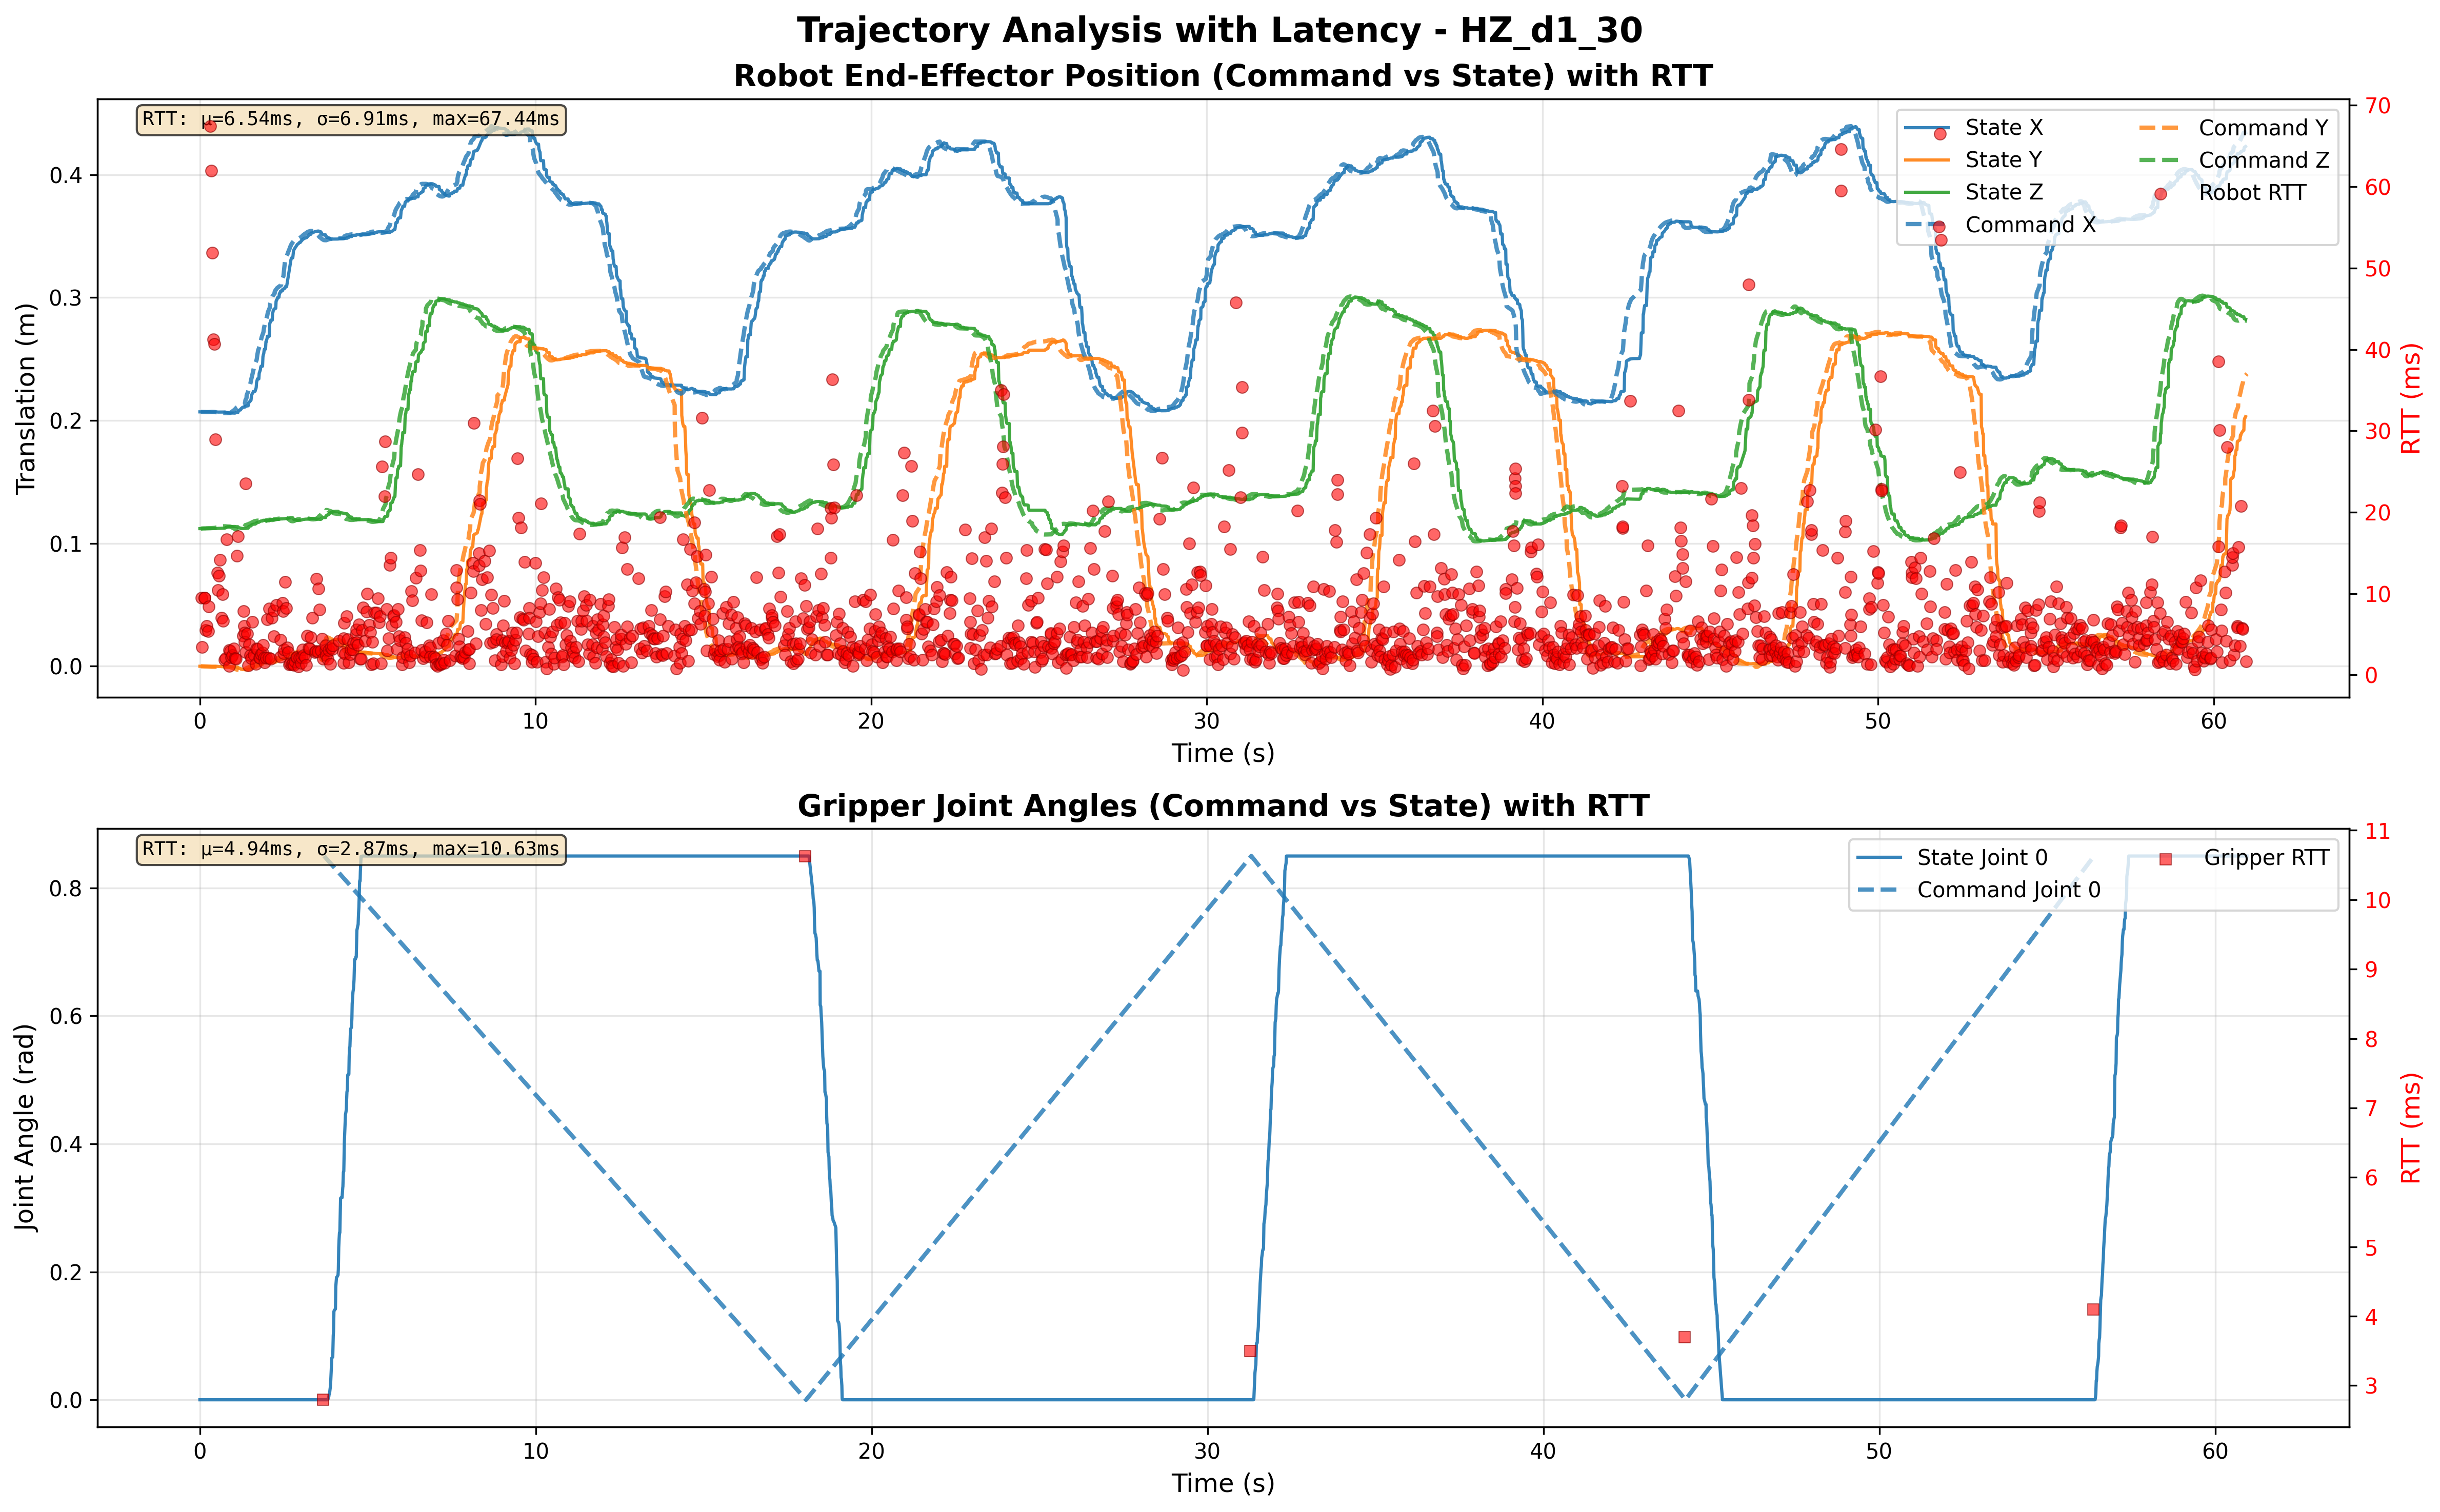 Trajectory Analysis with Latency - HZ_d1_30
Robot End-Effector Position (Command vs State) with RTT
RTT: μ=6.54ms, σ=6.91ms, max=67.44ms
State X
State Y
State Z
Command X
Command Y
Command Z
Robot RTT
Translation (m)
0.4
0.3
0.2
0.1
0.0
70
60
50
40
30
20
10
0
RTT (ms)
0 10 20 30 40 50 60
Time (s)
Gripper Joint Angles (Command vs State) with RTT
RTT: μ=4.94ms, σ=2.87ms, max=10.63ms
State Joint 0
Command Joint 0
Gripper RTT
Joint Angle (rad)
0.8
0.6
0.4
0.2
0.0
11
10
9
8
7
6
5
4
3
RTT (ms)
0 10 20 30 40 50 60
Time (s)